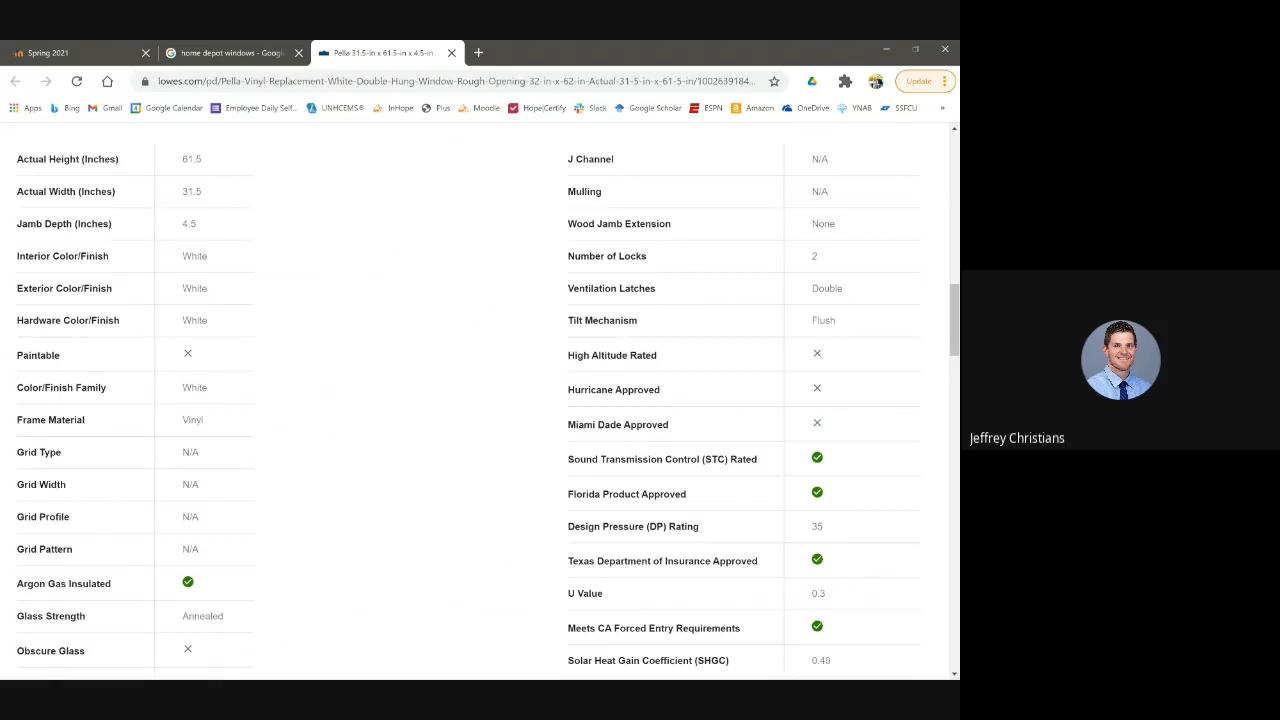 Spring 2021
home depot windows - Goog
Pella 31.5-in x 61.5-in x 4.5-in J
lowes.com/pd/Pella-Vinyl-Replacement-White-Double-Hung-Window-Rough-Opening-32-in-x-62-in-Actual-31-5-in-x-61-5-in/1002639184...
Update
Apps Bing Gmail Google Calendar Employee Daily Self... UNHCEMS® InHope Plus Moodle Hope|Certify Slack Google Scholar ESPN Amazon OneDrive YNAB SSFCU »
Actual Height (Inches) 61.5
Actual Width (Inches) 31.5
Jamb Depth (Inches) 4.5
Interior Color/Finish White
Exterior Color/Finish White
Hardware Color/Finish White
Paintable
Color/Finish Family White
Frame Material Vinyl
Grid Type N/A
Grid Width N/A
Grid Profile N/A
Grid Pattern N/A
Argon Gas Insulated
Glass Strength Annealed
Obscure Glass
J Channel N/A
Mulling N/A
Wood Jamb Extension None
Number of Locks 2
Ventilation Latches Double
Tilt Mechanism Flush
High Altitude Rated
Hurricane Approved
Miami Dade Approved
Sound Transmission Control (STC) Rated
Florida Product Approved
Design Pressure (DP) Rating 35
Texas Department of Insurance Approved
U Value 0.3
Meets CA Forced Entry Requirements
Solar Heat Gain Coefficient (SHGC) 0.49
Jeffrey Christians